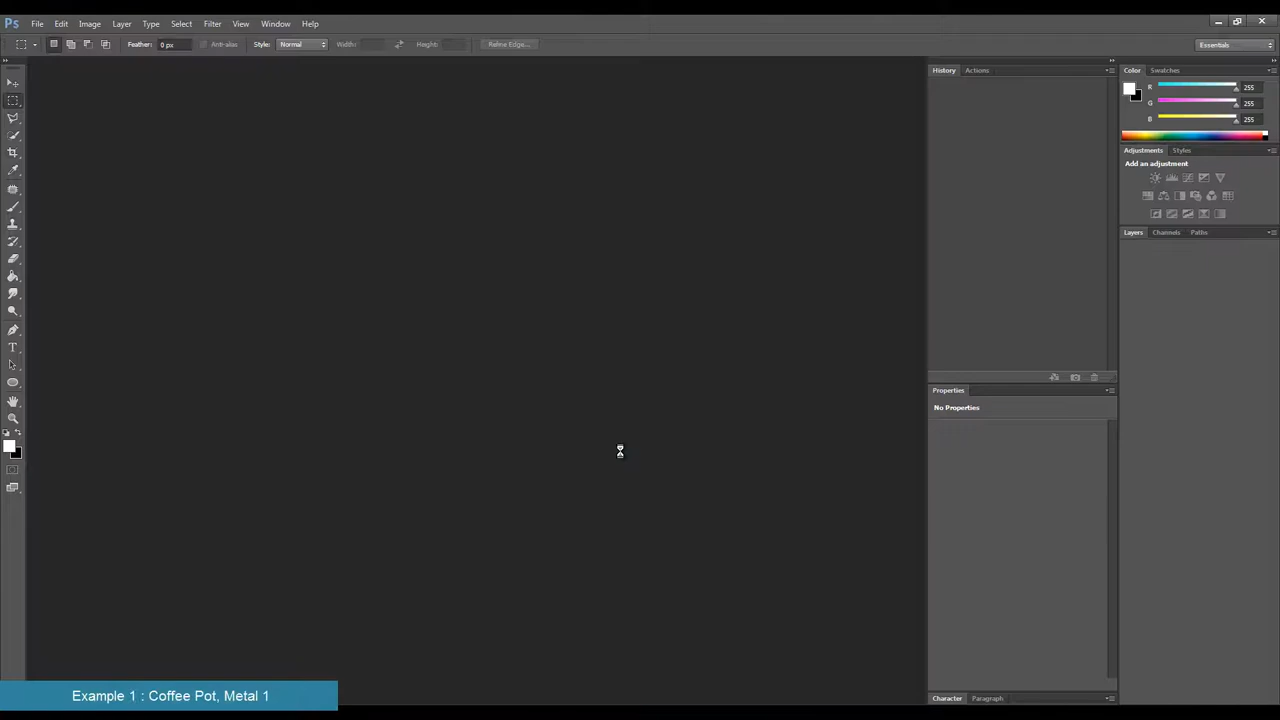 Ps File Edit Image Layer Type Select Filter View Window Help
Feather: 0 px Anti-alias Style: Normal Width: Height: Refine Edge... Essentials
History Actions
Color Swatches
R 255
G 255
B 255
Adjustments Styles
Add an adjustment
Layers Channels Paths
Properties
No Properties
Example 1 : Coffee Pot, Metal 1
Character Paragraph